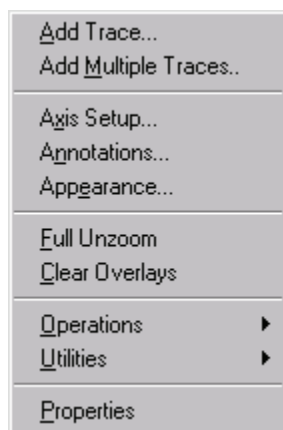 Add Trace...
Add Multiple Traces..
Axis Setup...
Annotations...
Appearance...
Full Unzoom
Clear Overlays
Operations
Utilities
Properties